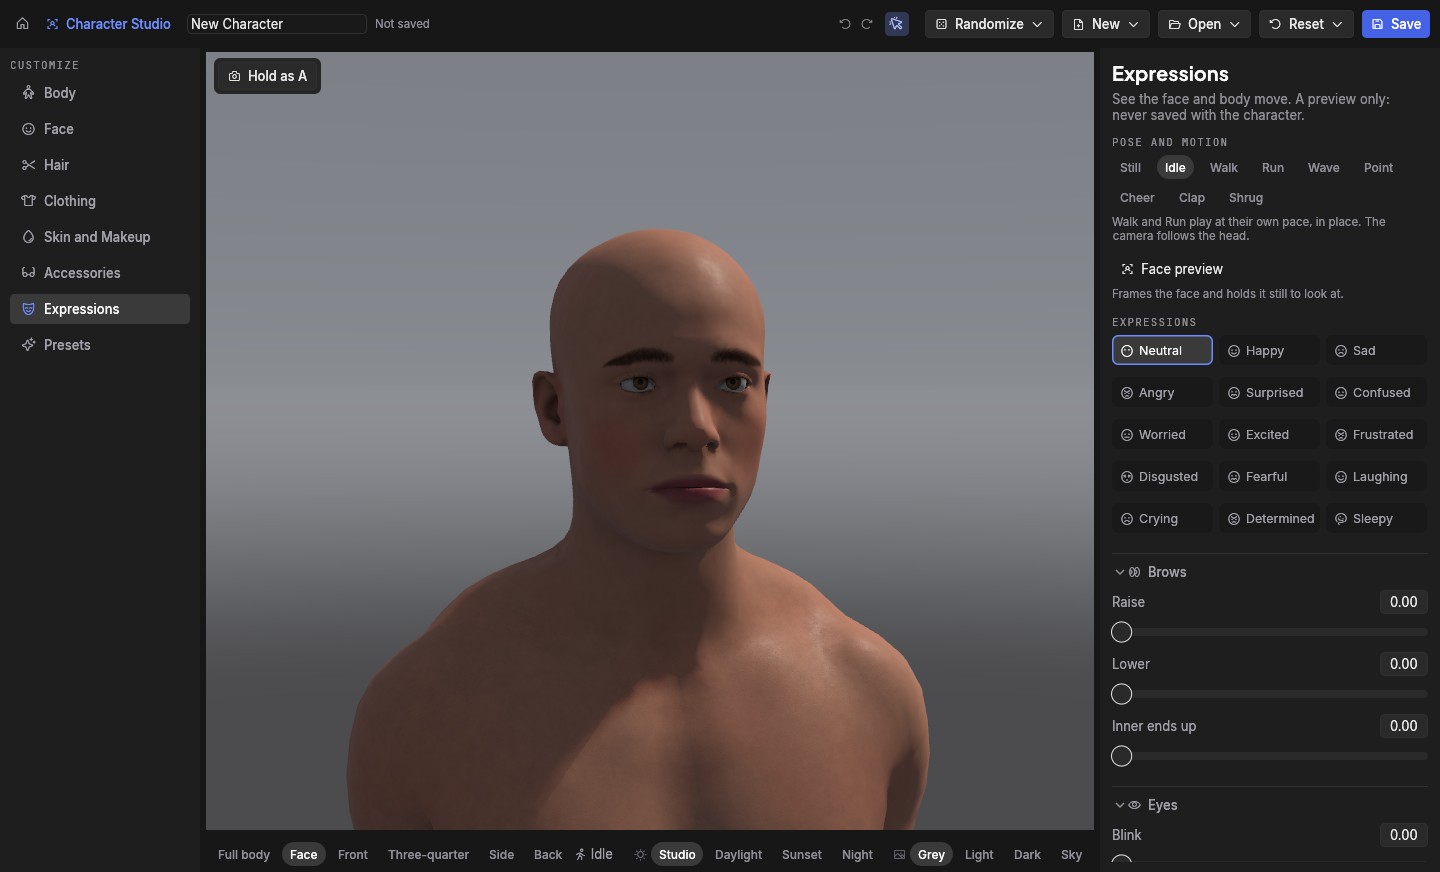 Character Studio
New Character
Not saved
Randomize
New
Open
Reset
Save
CUSTOMIZE
Body
Face
Hair
Clothing
Skin and Makeup
Accessories
Expressions
Presets
Hold as A
Full body
Face
Front
Three-quarter
Side
Back
Idle
Studio
Daylight
Sunset
Night
Grey
Light
Dark
Sky
Expressions
See the face and body move. A preview only:
never saved with the character.
POSE AND MOTION
Still Idle Walk Run Wave Point
Cheer Clap Shrug
Walk and Run play at their own pace, in place. The
camera follows the head.
Face preview
Frames the face and holds it still to look at.
EXPRESSIONS
Neutral Happy Sad
Angry Surprised Confused
Worried Excited Frustrated
Disgusted Fearful Laughing
Crying Determined Sleepy
Brows
Raise 0.00
Lower 0.00
Inner ends up 0.00
Eyes
Blink 0.00